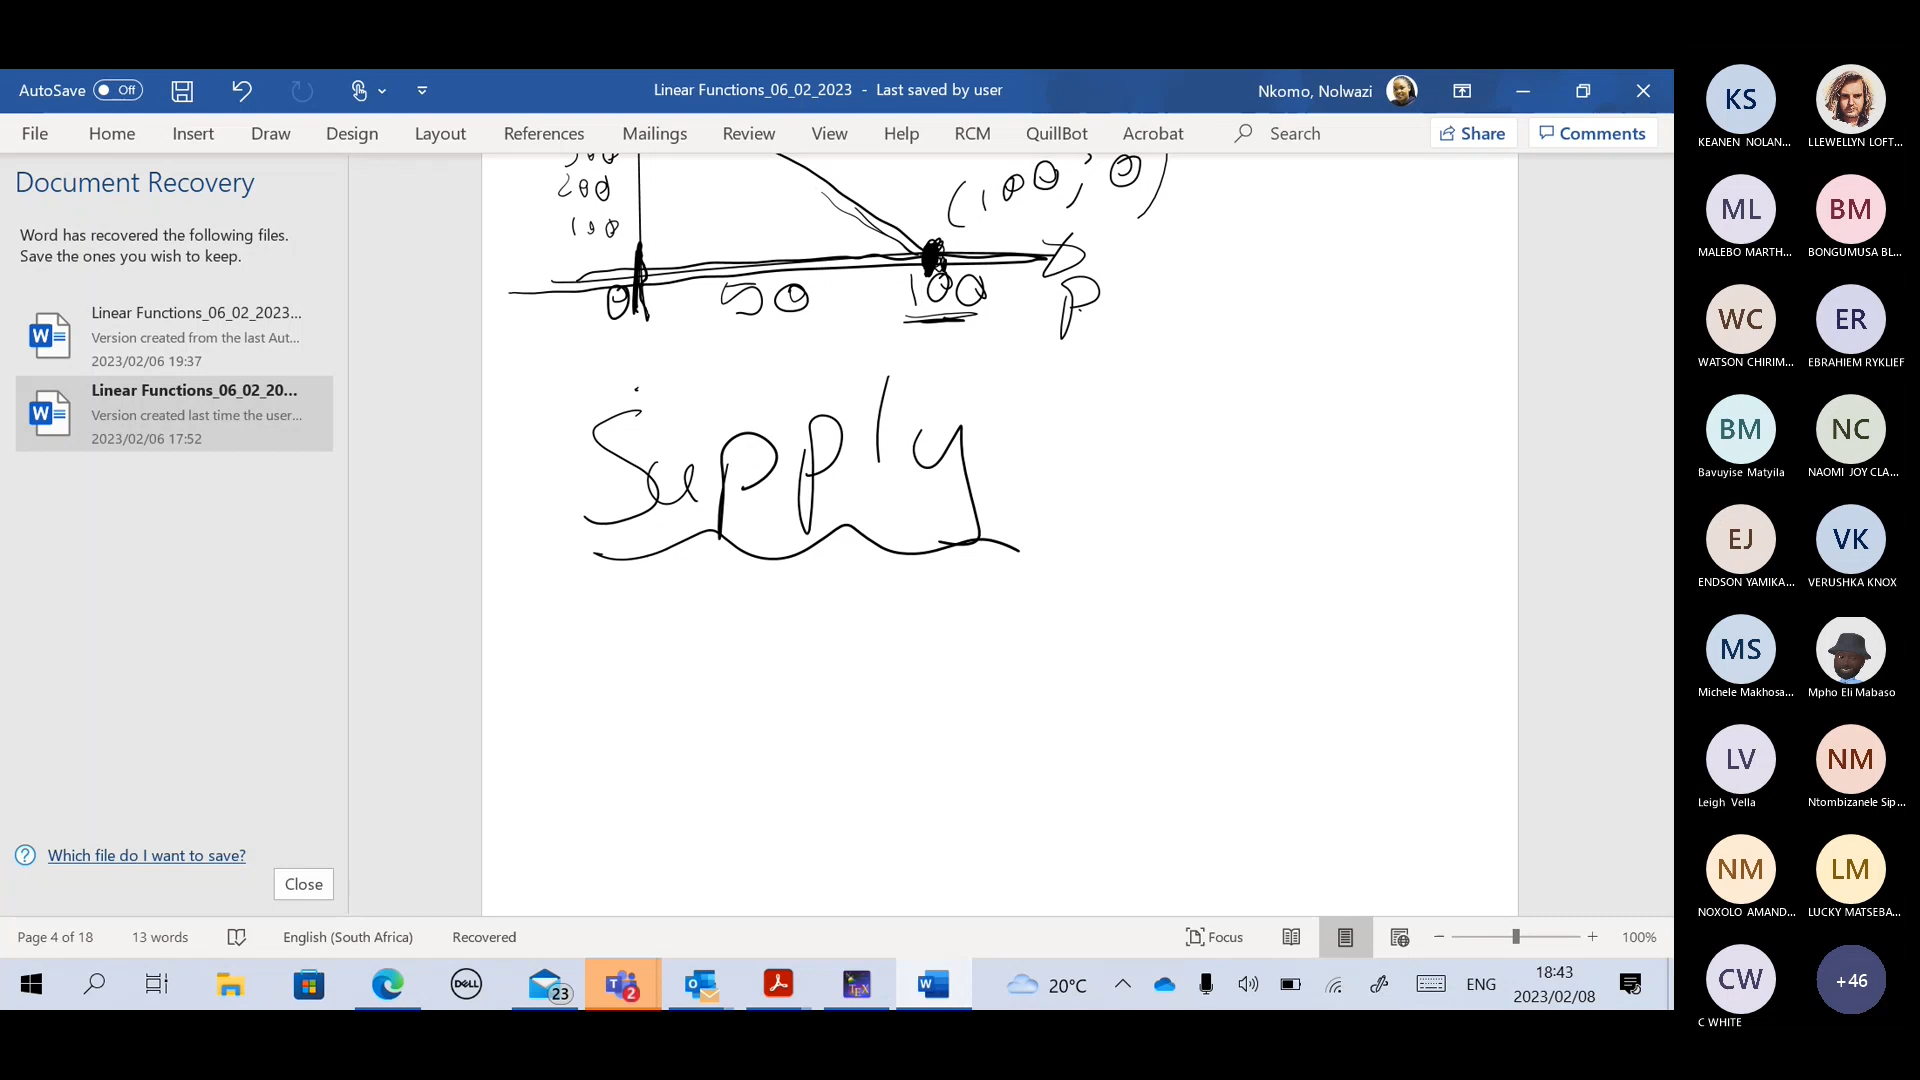 AutoSave Off
Linear Functions_06_02_2023 - Last saved by user
Nkomo, Nolwazi
File Home Insert Draw Design Layout References Mailings Review View Help RCM QuillBot Acrobat Search Share Comments
Document Recovery
Word has recovered the following files.
Save the ones you wish to keep.
Linear Functions_06_02_2023...
Version created from the last Aut...
2023/02/06 19:37
Linear Functions_06_02_20...
Version created last time the user...
2023/02/06 17:52
Which file do I want to save?
Close
200
100
(100; 0)
0 50 100
P
Supply
Page 4 of 18 13 words English (South Africa) Recovered Focus 100%
23
2
20°C ENG
18:43
2023/02/08
KS
KEANEN NOLAN...
LLEWELLYN LOFT...
ML
MALEBO MARTH...
BM
BONGUMUSA BL...
WC
WATSON CHIRIM...
ER
EBRAHIEM RYKLIEF
BM
Bavuyise Matyila
NC
NAOMI JOY CLA...
EJ
ENDSON YAMIKA...
VK
VERUSHKA KNOX
MS
Michele Makhosa...
Mpho Eli Mabaso
LV
Leigh Vella
NM
Ntombizanele Sip...
NM
NOXOLO AMAND...
LM
LUCKY MATSEBA...
CW
C WHITE
+46